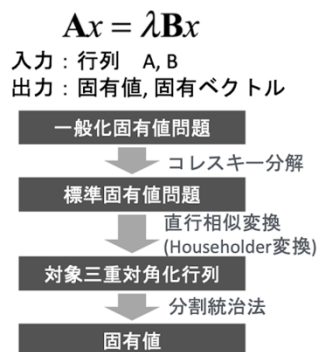 Ax = λBx
入力：行列 A, B
出力：固有値, 固有ベクトル
一般化固有値問題
コレスキー分解
標準固有値問題
直行相似変換
(Householder変換)
対象三重対角化行列
分割統治法
固有値